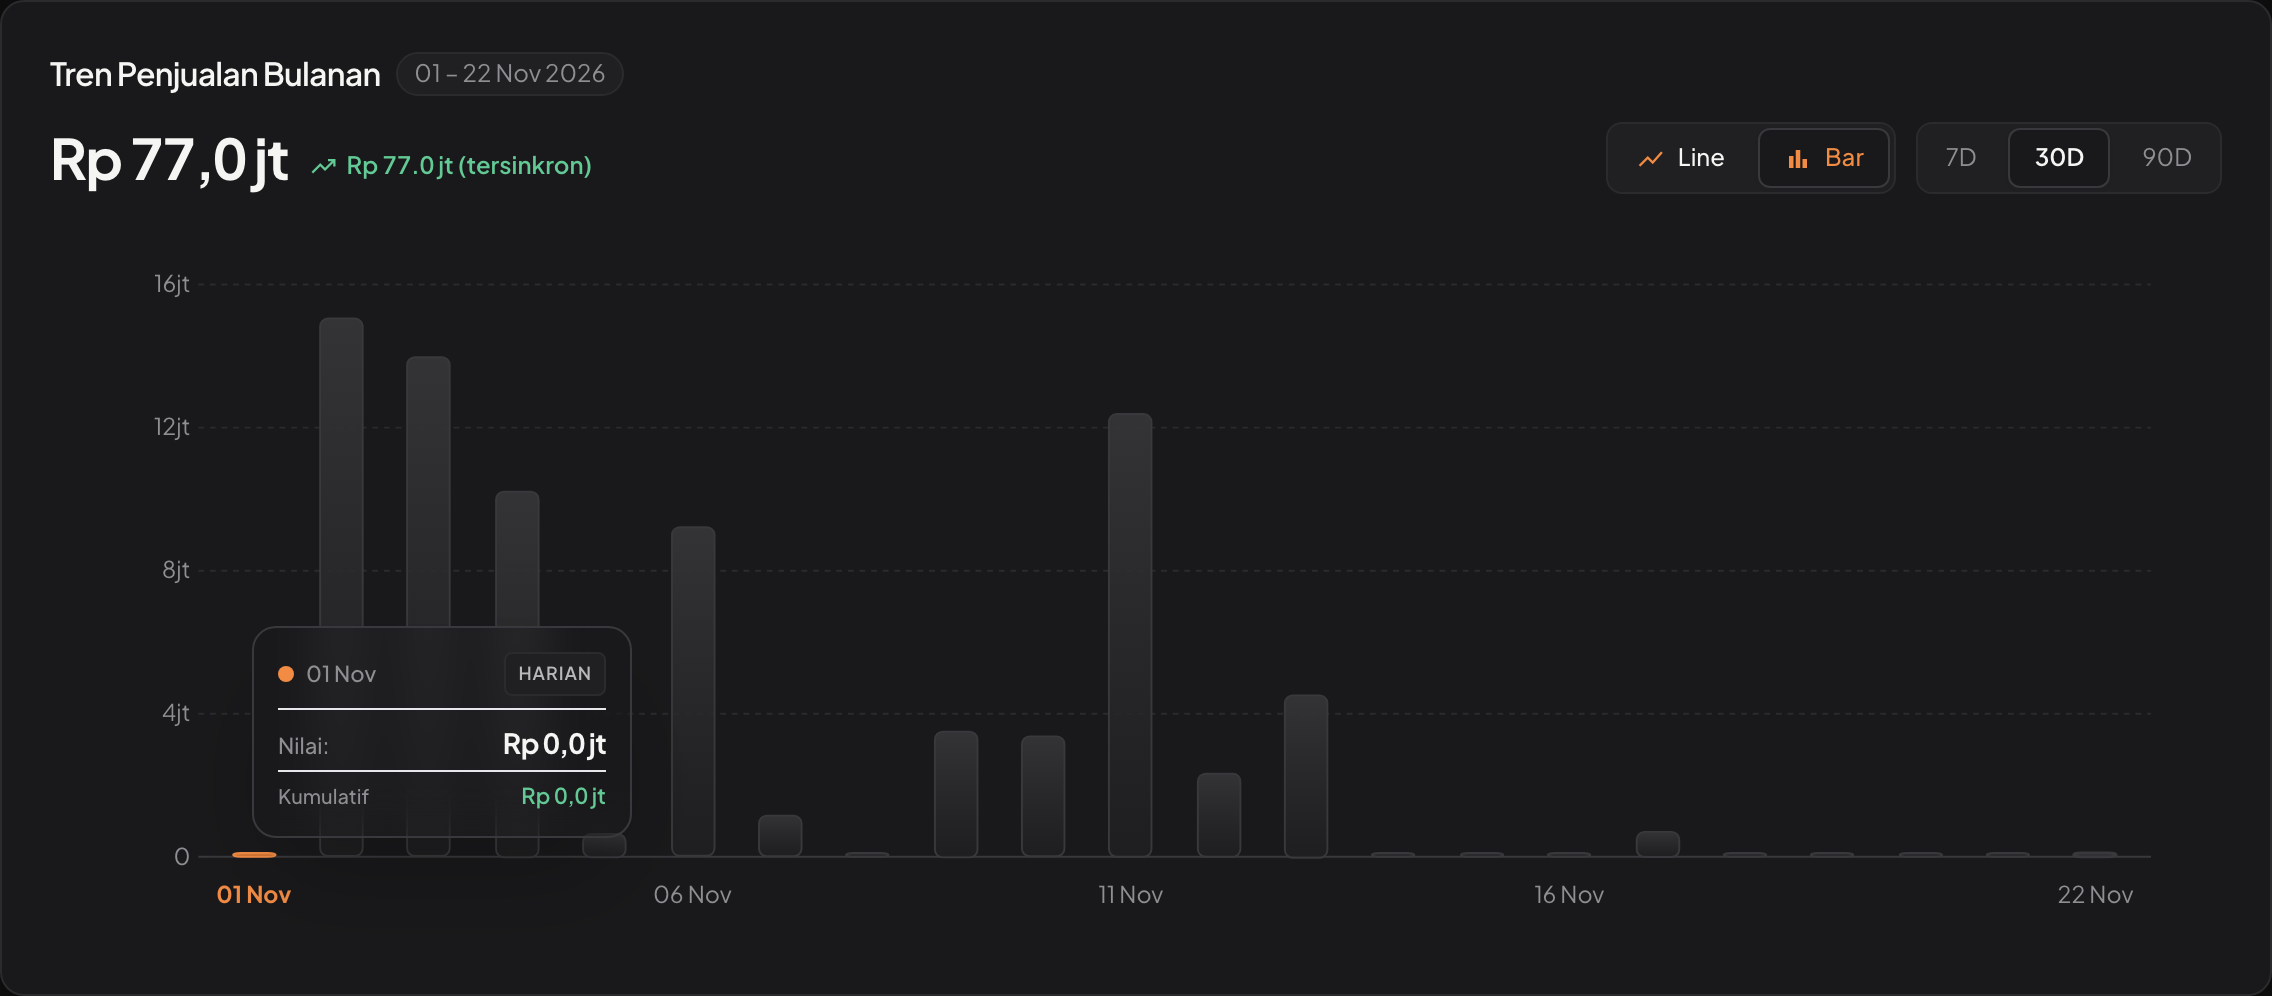 Tren Penjualan Bulanan 01 – 22 Nov 2026
Rp 77,0 jt Rp 77.0 jt (tersinkron)
Line Bar 7D 30D 90D
16jt
12jt
8jt
4jt
0
01 Nov HARIAN
Nilai: Rp 0,0 jt
Kumulatif Rp 0,0 jt
01 Nov 06 Nov 11 Nov 16 Nov 22 Nov